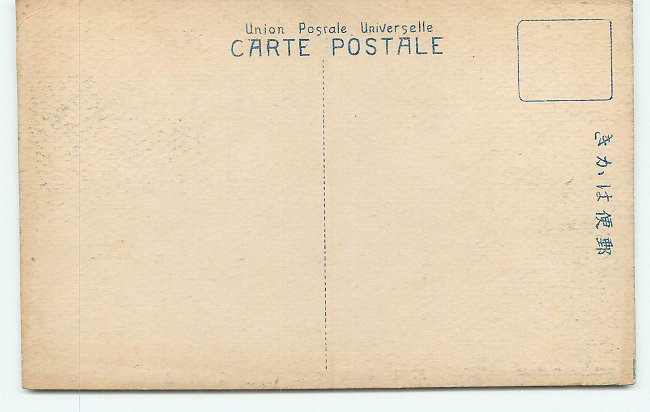 Union Postale Universelle
CARTE POSTALE
郵便はかき